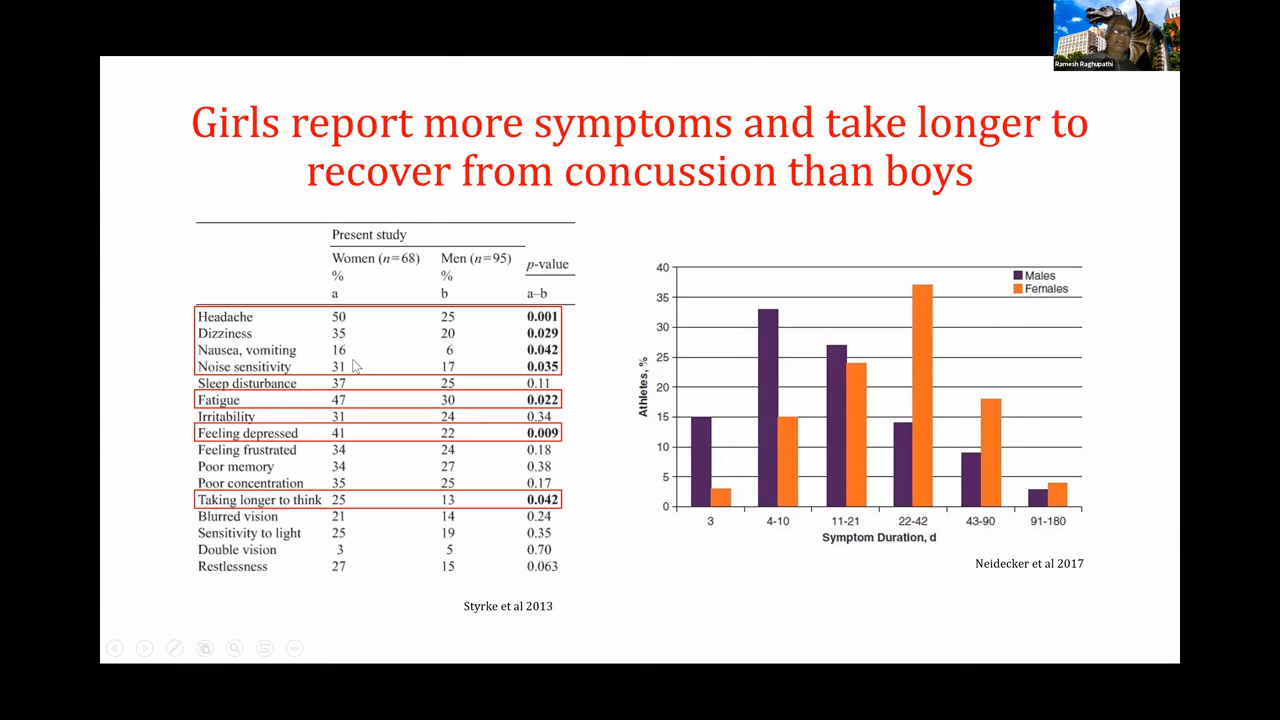 Ramesh Raghupathi
Girls report more symptoms and take longer to
recover from concussion than boys
Present study
Women (n=68) Men (n=95) p-value
% %
a b a–b
Headache 50 25 0.001
Dizziness 35 20 0.029
Nausea, vomiting 16 6 0.042
Noise sensitivity 31 17 0.035
Sleep disturbance 37 25 0.11
Fatigue 47 30 0.022
Irritability 31 24 0.34
Feeling depressed 41 22 0.009
Feeling frustrated 34 24 0.18
Poor memory 34 27 0.38
Poor concentration 35 25 0.17
Taking longer to think 25 13 0.042
Blurred vision 21 14 0.24
Sensitivity to light 25 19 0.35
Double vision 3 5 0.70
Restlessness 27 15 0.063
Styrke et al 2013
Males
Females
Athletes, %
40
35
30
25
20
15
10
5
0
3 4-10 11-21 22-42 43-90 91-180
Symptom Duration, d
Neidecker et al 2017